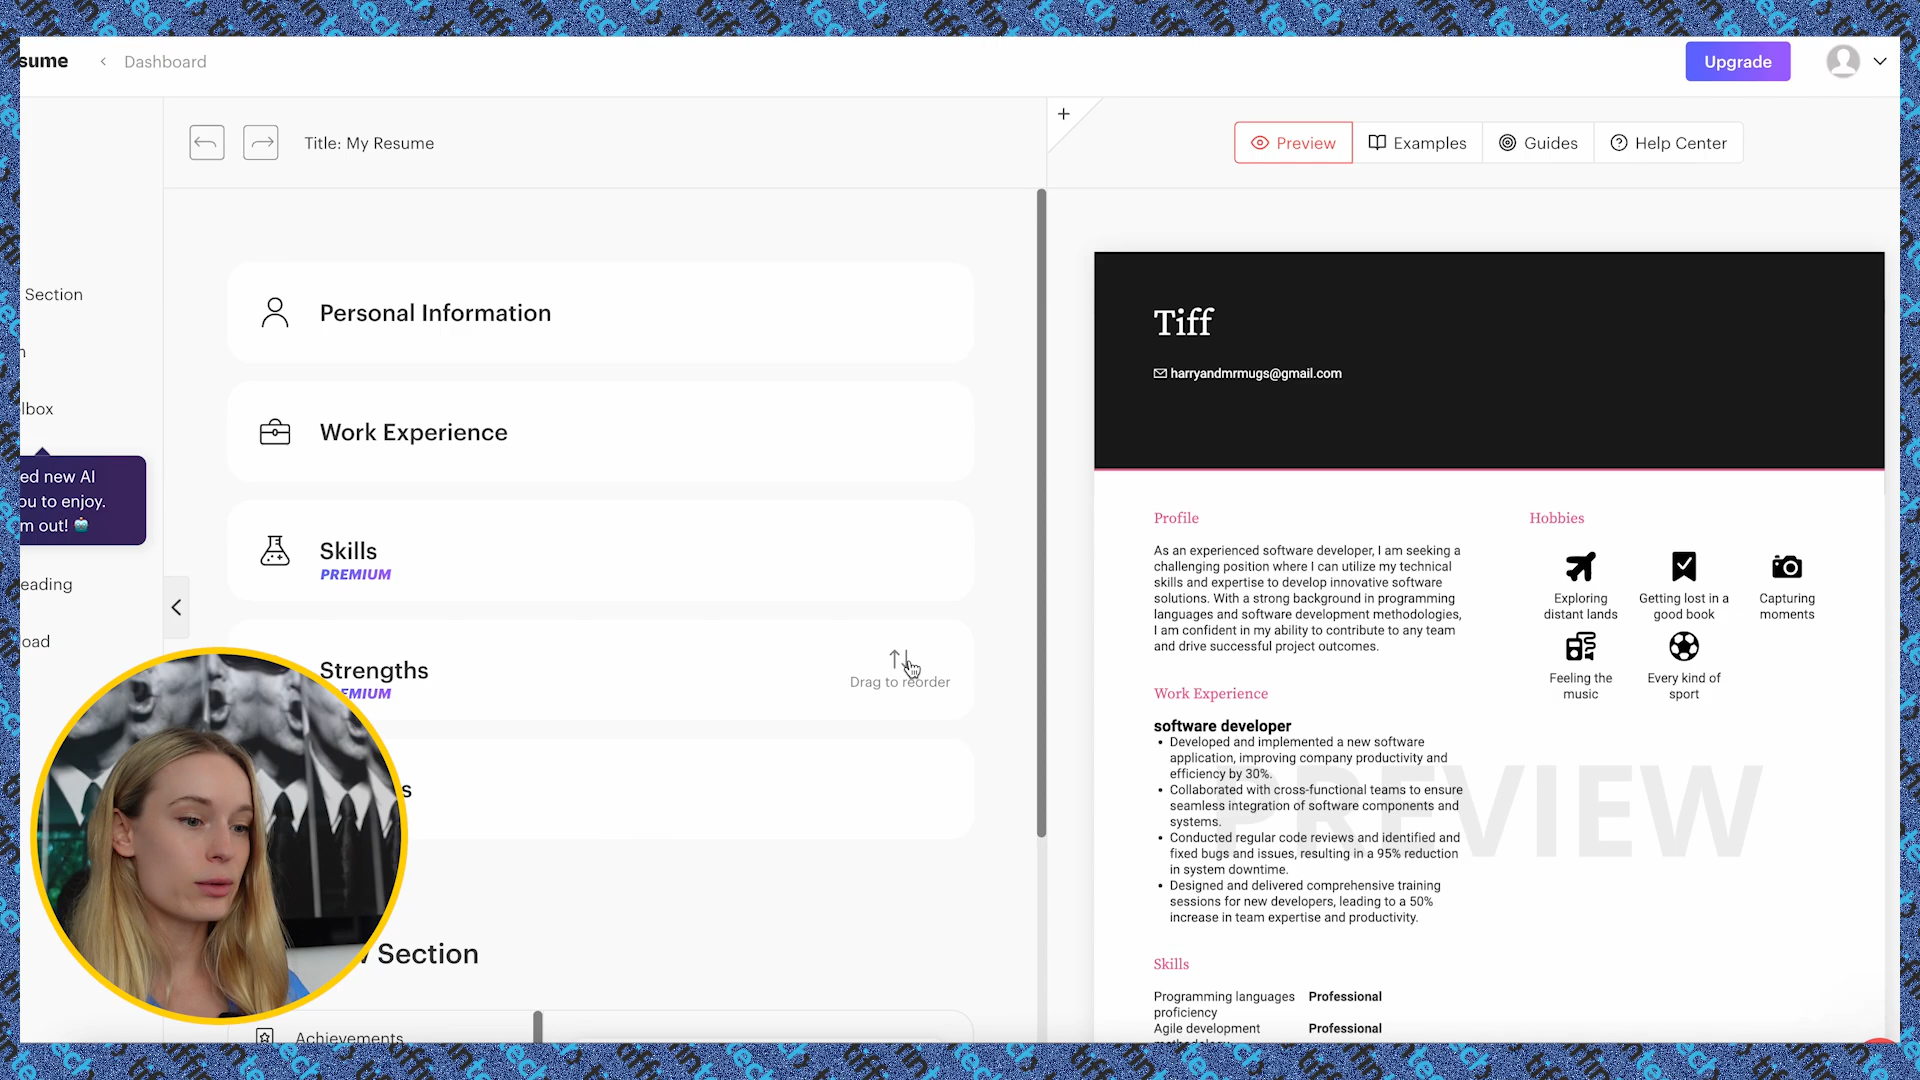 sume
Dashboard
Upgrade
Title: My Resume
Preview
Examples
Guides
Help Center
Section
lbox
ed new AI
ou to enjoy.
m out!
eading
oad
Personal Information
Work Experience
Skills
PREMIUM
Strengths
EMIUM
Drag to reorder
s
Section
Achievements
Tiff
harryandmrmugs@gmail.com
Profile
As an experienced software developer, I am seeking a
challenging position where I can utilize my technical
skills and expertise to develop innovative software
solutions. With a strong background in programming
languages and software development methodologies,
I am confident in my ability to contribute to any team
and drive successful project outcomes.
Work Experience
software developer
• Developed and implemented a new software
application, improving company productivity and
efficiency by 30%.
• Collaborated with cross-functional teams to ensure
seamless integration of software components and
systems.
• Conducted regular code reviews and identified and
fixed bugs and issues, resulting in a 95% reduction
in system downtime.
• Designed and delivered comprehensive training
sessions for new developers, leading to a 50%
increase in team expertise and productivity.
Skills
Programming languages Professional
proficiency
Agile development Professional
Hobbies
Exploring
distant lands
Getting lost in a
good book
Capturing
moments
Feeling the
music
Every kind of
sport
PREVIEW